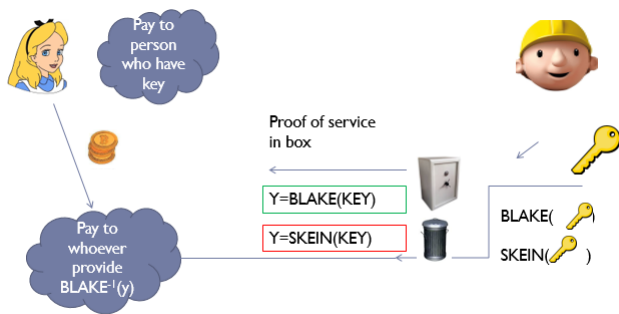 Pay to
person
who have
key
Proof of service
in box
Y=BLAKE(KEY)
Y=SKEIN(KEY)
BLAKE( )
SKEIN( )
Pay to
whoever
provide
BLAKE⁻¹(y)